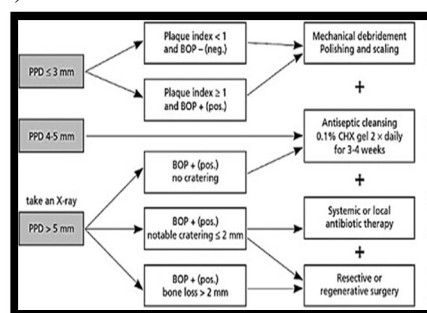 Plaque index < 1
and BOP – (neg.)
Mechanical debridement
Polishing and scaling
PPD ≤ 3 mm
+
Plaque index ≥ 1
and BOP + (pos.)
PPD 4-5 mm
Antiseptic cleansing
0.1% CHX gel 2 × daily
for 3-4 weeks
BOP + (pos.)
no cratering
+
take an X-ray
PPD > 5 mm
BOP + (pos.)
notable cratering ≤ 2 mm
Systemic or local
antibiotic therapy
+
BOP + (pos.)
bone loss > 2 mm
Resective or
regenerative surgery